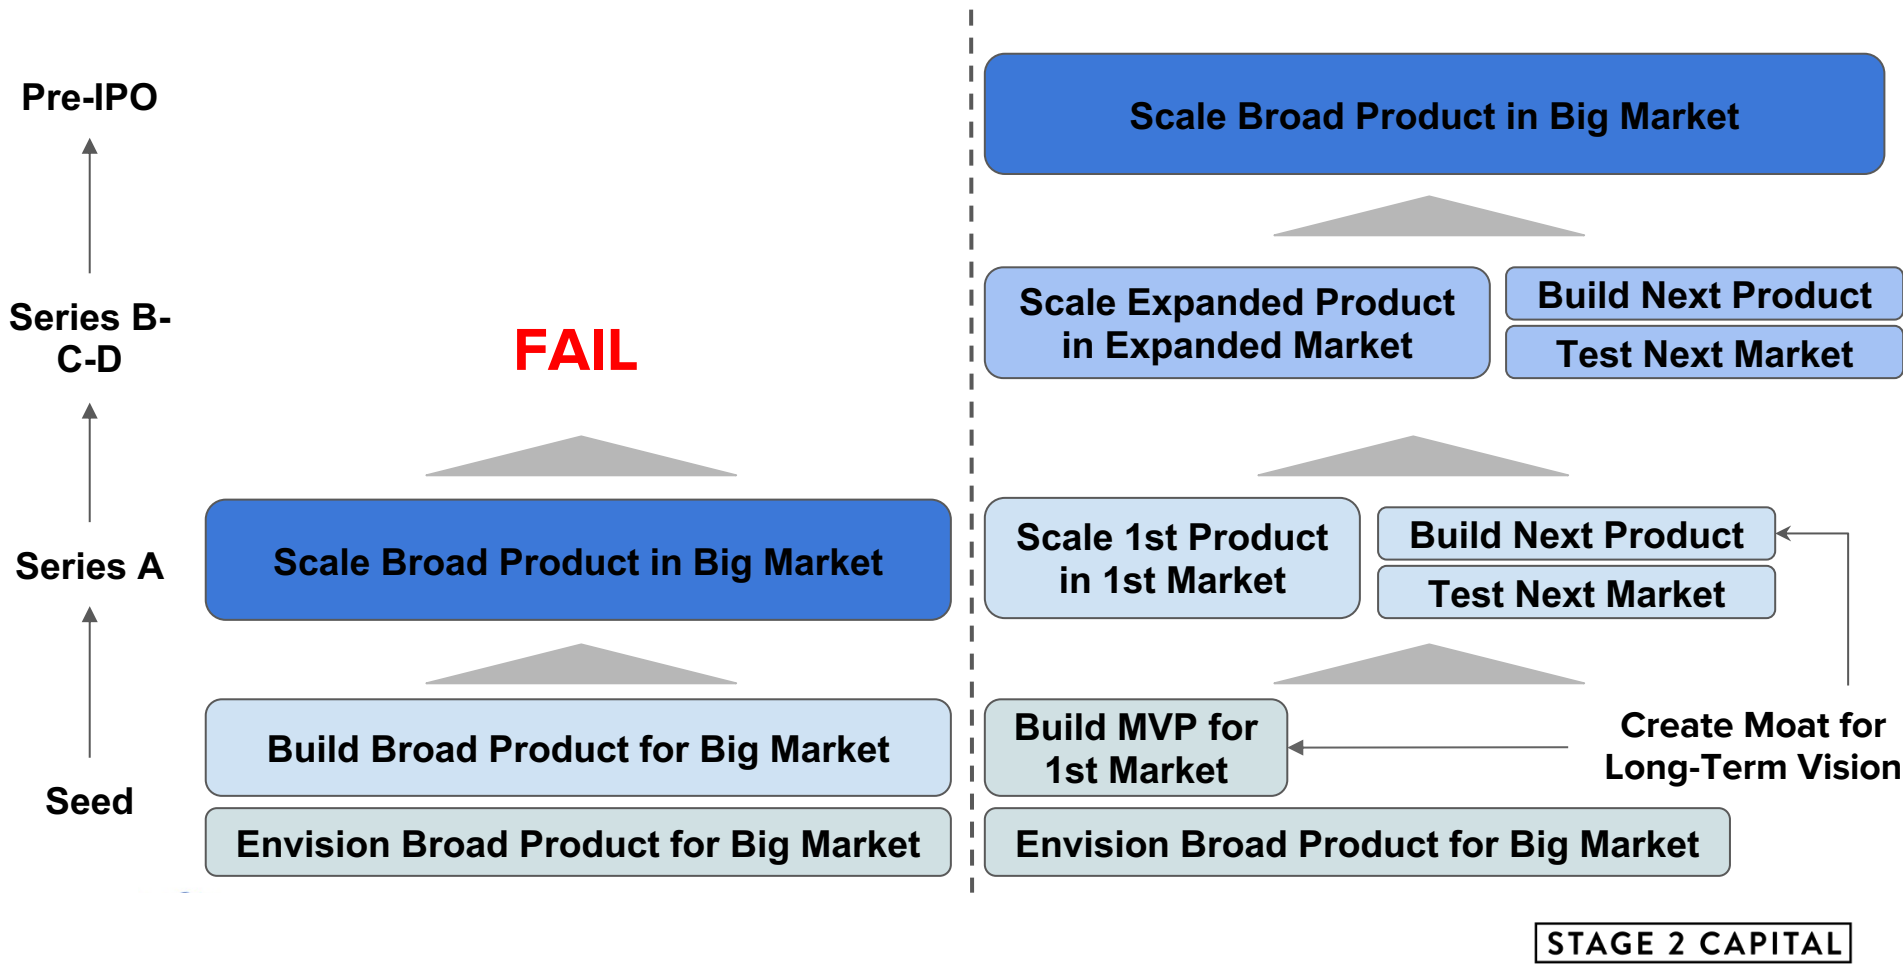 Pre-IPO
Series B-
C-D
Series A
Seed
FAIL
Scale Broad Product in Big Market
Build Broad Product for Big Market
Envision Broad Product for Big Market
Scale Broad Product in Big Market
Scale Expanded Product
in Expanded Market
Build Next Product
Test Next Market
Scale 1st Product
in 1st Market
Build Next Product
Test Next Market
Build MVP for
1st Market
Create Moat for
Long-Term Vision
Envision Broad Product for Big Market
STAGE 2 CAPITAL